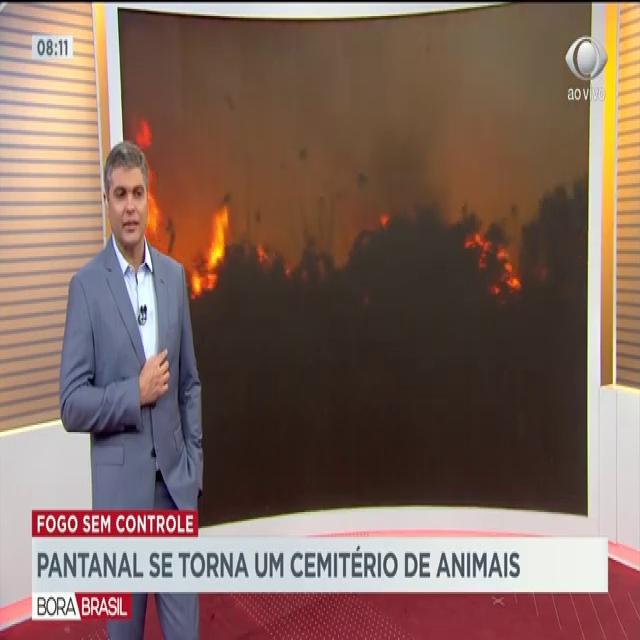 08:11
ao vivo
FOGO SEM CONTROLE
PANTANAL SE TORNA UM CEMITÉRIO DE ANIMAIS
BORA BRASIL